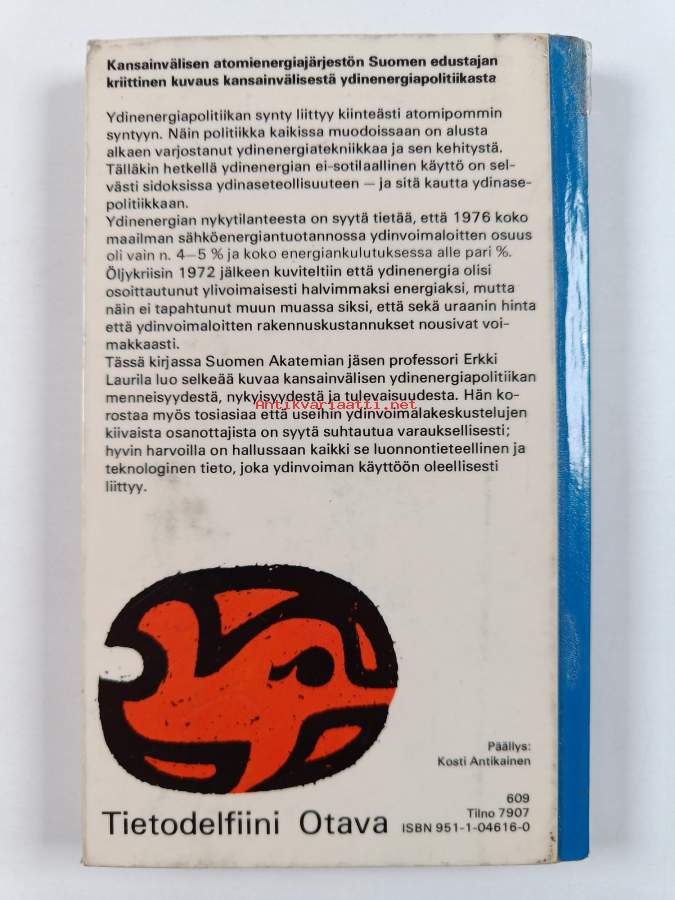 Kansainvälisen atomienergiajärjestön Suomen edustajan
kriittinen kuvaus kansainvälisestä ydinenergiapolitiikasta
Ydinenergiapolitiikan synty liittyy kiinteästi atomipommin
syntyyn. Näin politiikka kaikissa muodoissaan on alusta
alkaen varjostanut ydinenergiatekniikkaa ja sen kehitystä.
Tälläkin hetkellä ydinenergian ei-sotilaallinen käyttö on sel-
västi sidoksissa ydinaseteollisuuteen — ja sitä kautta ydinase-
politiikkaan.
Ydinenergian nykytilanteesta on syytä tietää, että 1976 koko
maailman sähköenergiantuotannossa ydinvoimaloitten osuus
oli vain n. 4—5 % ja koko energiankulutuksessa alle pari %.
Öljykriisin 1972 jälkeen kuviteltiin että ydinenergia olisi
osoittautunut ylivoimaisesti halvimmaksi energiaksi, mutta
näin ei tapahtunut muun muassa siksi, että sekä uraanin hinta
että ydinvoimaloitten rakennuskustannukset nousivat voi-
makkaasti.
Tässä kirjassa Suomen Akatemian jäsen professori Erkki
Laurila luo selkeää kuvaa kansainvälisen ydinenergiapolitiikan
menneisyydestä, nykyisyydestä ja tulevaisuudesta. Hän ko-
Antikvariaatti.net
rostaa myös tosiasiaa että useihin ydinvoimalakeskustelujen
kiivaista osanottajista on syytä suhtautua varauksellisesti;
hyvin harvoilla on hallussaan kaikki se luonnontieteellinen ja
teknologinen tieto, joka ydinvoiman käyttöön oleellisesti
liittyy.
Päällys:
Kosti Antikainen
609
Tilno 7907
Tietodelfiini Otava ISBN 951-1-04616-0